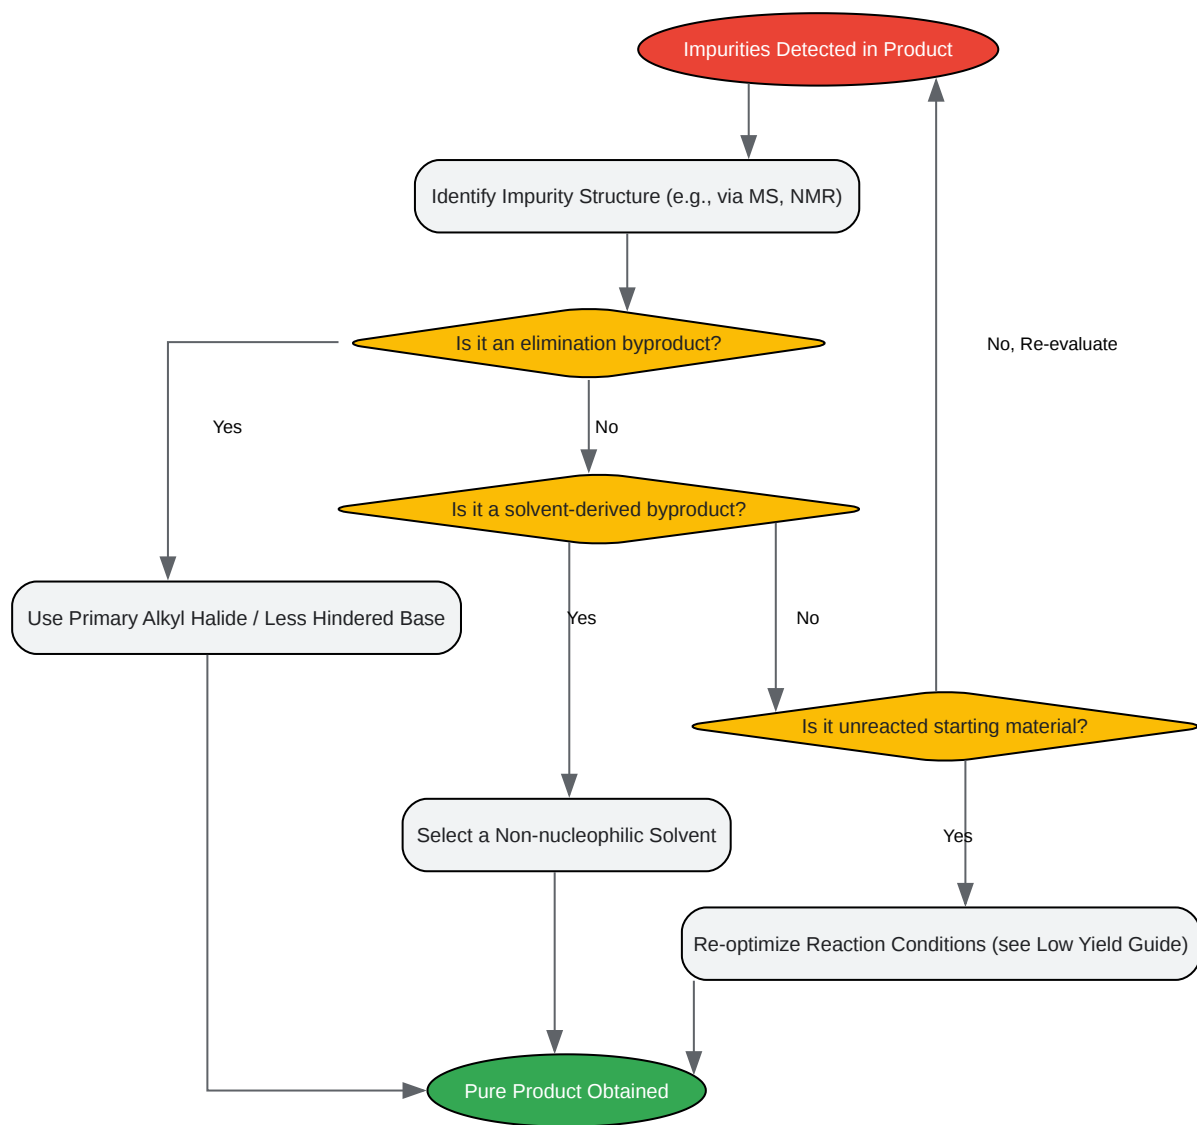 Impurities Detected in Product
Identify Impurity Structure (e.g., via MS, NMR)
Is it an elimination byproduct?
No, Re-evaluate
Yes
No
Is it a solvent-derived byproduct?
Use Primary Alkyl Halide / Less Hindered Base
Yes
No
Is it unreacted starting material?
Select a Non-nucleophilic Solvent
Yes
Re-optimize Reaction Conditions (see Low Yield Guide)
Pure Product Obtained